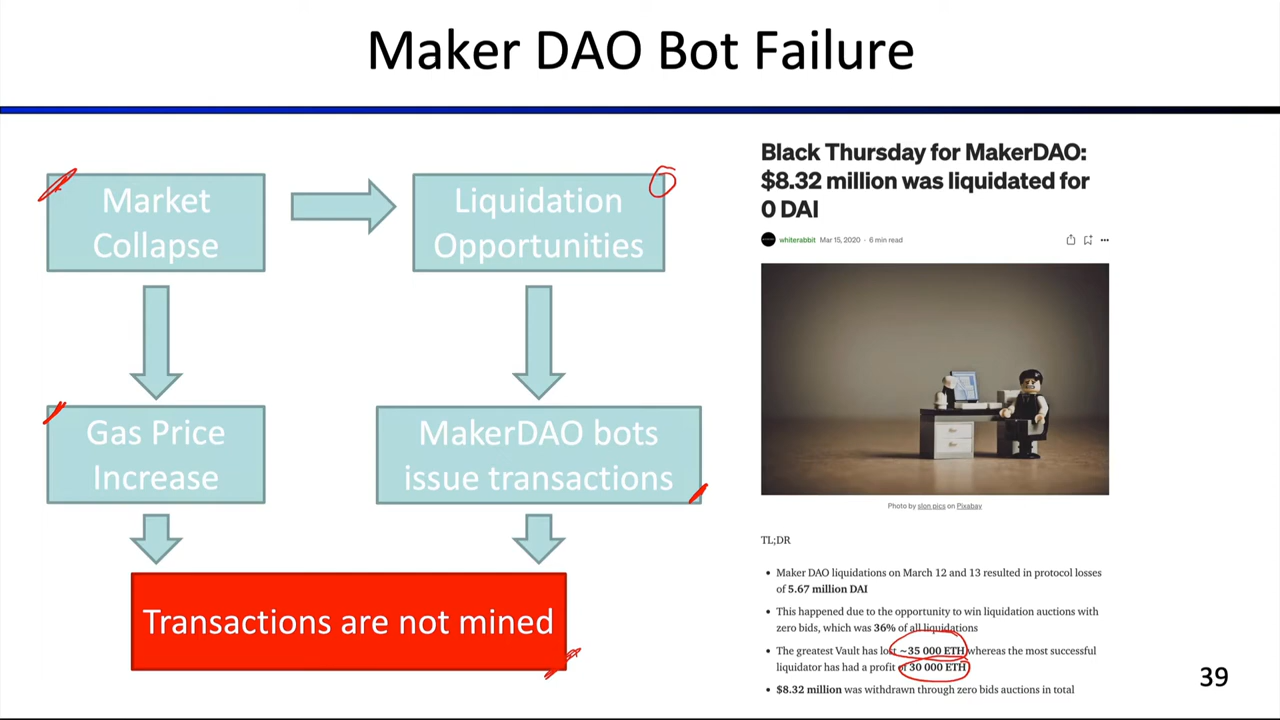 Maker DAO Bot Failure
Market
Collapse
Liquidation
Opportunities
Gas Price
Increase
MakerDAO bots
issue transactions
Transactions are not mined
Black Thursday for MakerDAO:
$8.32 million was liquidated for
0 DAI
whiterabbit Mar 15, 2020 · 6 min read
Photo by slon pics on Pixabay
TL;DR
• Maker DAO liquidations on March 12 and 13 resulted in protocol losses
of 5.67 million DAI
• This happened due to the opportunity to win liquidation auctions with
zero bids, which was 36% of all liquidations
• The greatest Vault has lost ~35 000 ETH whereas the most successful
liquidator has had a profit of 30 000 ETH
• $8.32 million was withdrawn through zero bids auctions in total
39